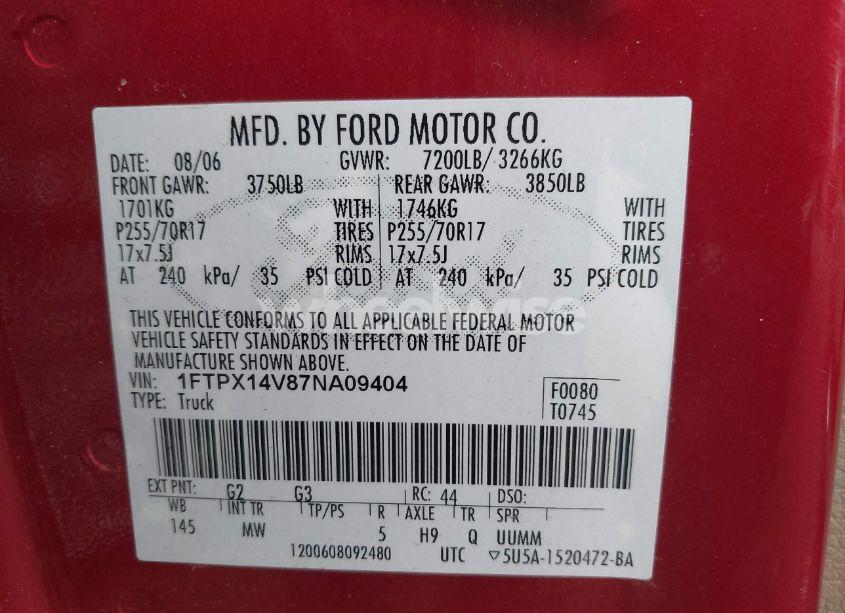 MFD. BY FORD MOTOR CO.
DATE: 08/06 GVWR: 7200LB/ 3266KG
FRONT GAWR: 3750LB REAR GAWR: 3850LB
1701KG WITH 1746KG WITH
P255/70R17 TIRES P255/70R17 TIRES
17x7.5J RIMS 17x7.5J RIMS
AT 240 kPa/ 35 PSI COLD AT 240 kPa/ 35 PSI COLD
wheelwise
THIS VEHICLE CONFORMS TO ALL APPLICABLE FEDERAL MOTOR
VEHICLE SAFETY STANDARDS IN EFFECT ON THE DATE OF
MANUFACTURE SHOWN ABOVE.
VIN: 1FTPX14V87NA09404
TYPE: Truck
F0080
T0745
EXT PNT: G2 G3 RC: 44 DSO:
WB INT TR TP/PS R AXLE TR SPR
145 MW 5 H9 Q UUMM
1200608092480 UTC ▽5U5A-1520472-BA